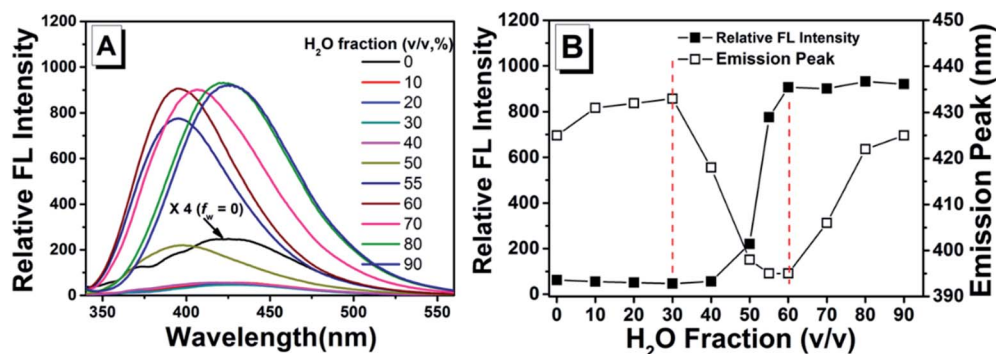 A
H₂O fraction (v/v,%)
0
10
20
30
40
50
55
60
70
80
90
X 4 (fw = 0)
Relative FL Intensity
1200
1000
800
600
400
200
0
350 400 450 500 550
Wavelength(nm)
B
Relative FL Intensity
Emission Peak
Relative FL Intensity
1200
1000
800
600
400
200
0
450
440
430
420
410
400
390
Emission Peak (nm)
0 10 20 30 40 50 60 70 80 90
H₂O Fraction (v/v)